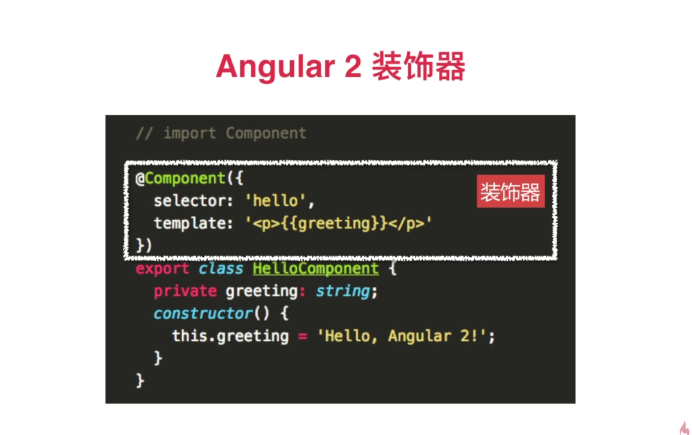 Angular 2 装饰器
// import Component
@Component({
装饰器
selector: 'hello',
template: '<p>{{greeting}}</p>'
})
export class HelloComponent {
private greeting: string;
constructor() {
this.greeting = 'Hello, Angular 2!';
}
}